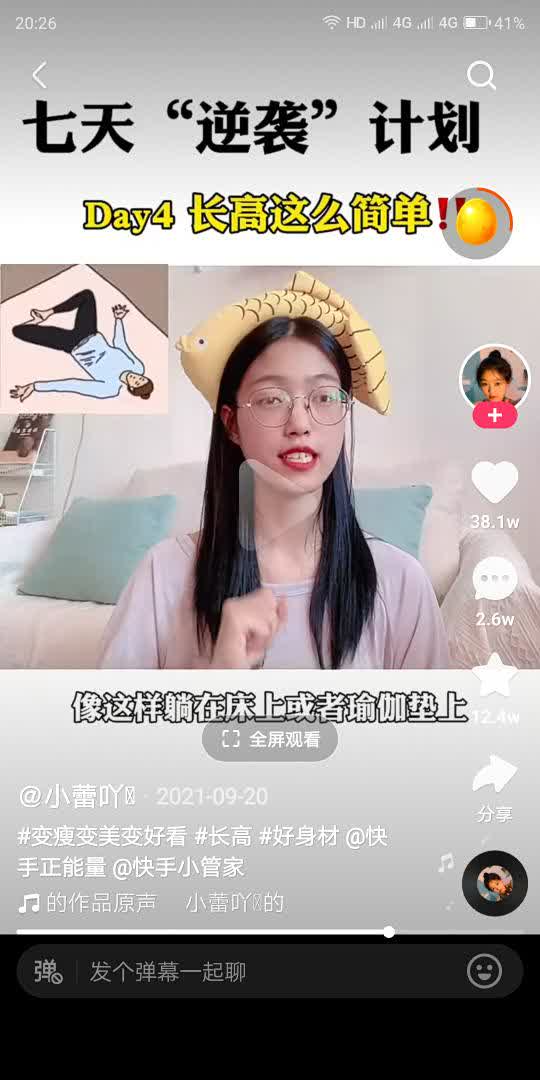 20:26 HD 4G 4G 41%
七天“逆袭”计划
Day4 长高这么简单‼
38.1w
2.6w
像这样躺在床上或者瑜伽垫上
12.4w
全屏观看
@小蕾吖 · 2021-09-20
分享
#变瘦变美变好看 #长高 #好身材 @快
手正能量 @快手小管家
的作品原声 小蕾吖的
弹 发个弹幕一起聊